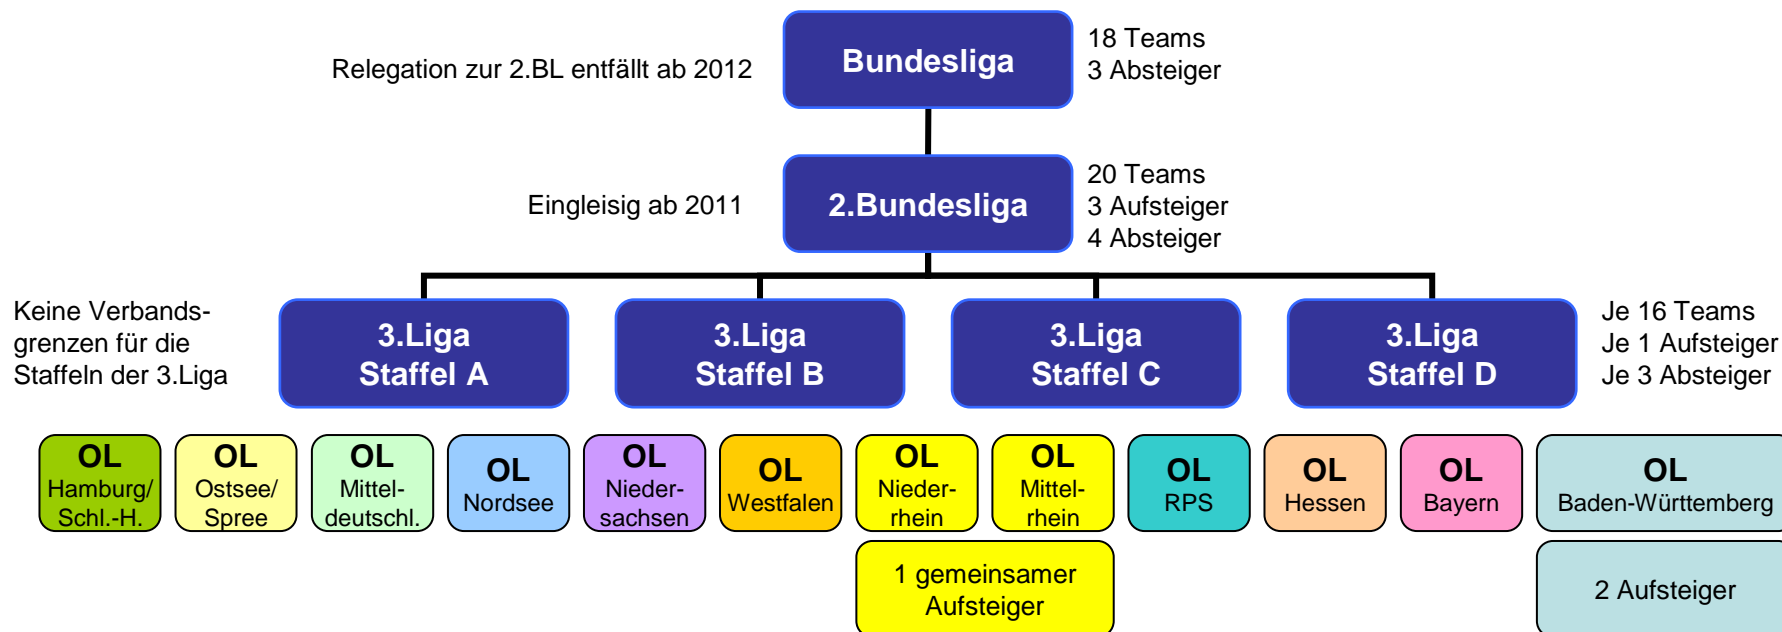 Relegation zur 2.BL entfällt ab 2012
Bundesliga
18 Teams
3 Absteiger
Eingleisig ab 2011
2.Bundesliga
20 Teams
3 Aufsteiger
4 Absteiger
Keine Verbands-
grenzen für die
Staffeln der 3.Liga
3.Liga
Staffel A
3.Liga
Staffel B
3.Liga
Staffel C
3.Liga
Staffel D
Je 16 Teams
Je 1 Aufsteiger
Je 3 Absteiger
OL
Hamburg/
Schl.-H.
OL
Ostsee/
Spree
OL
Mittel-
deutschl.
OL
Nordsee
OL
Nieder-
sachsen
OL
Westfalen
OL
Nieder-
rhein
OL
Mittel-
rhein
OL
RPS
OL
Hessen
OL
Bayern
OL
Baden-Württemberg
1 gemeinsamer
Aufsteiger
2 Aufsteiger